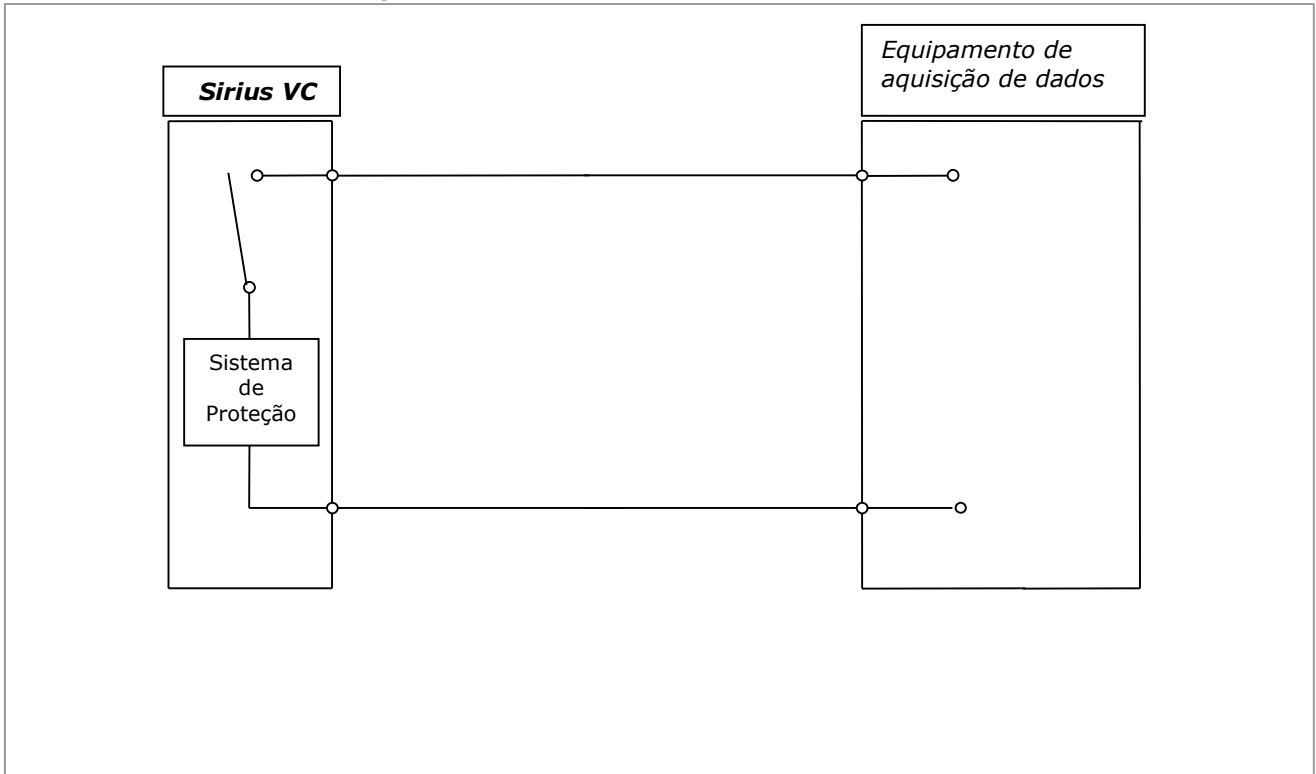 Sirius VC
Equipamento de
aquisição de dados
Sistema
de
Proteção